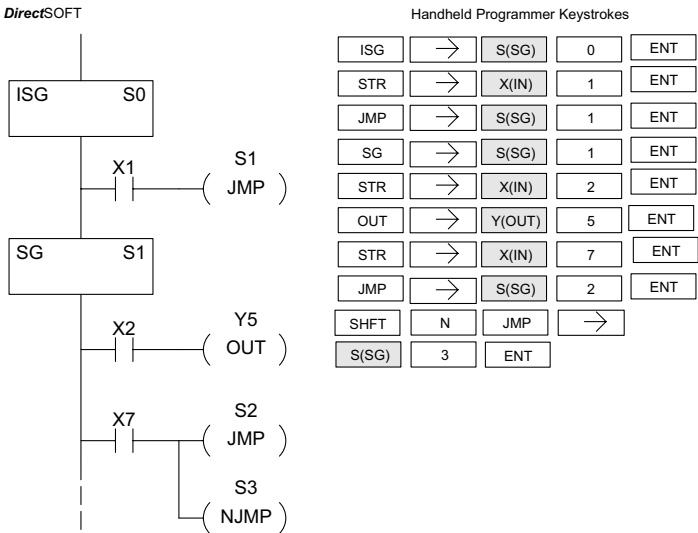 DirectSOFT
Handheld Programmer Keystrokes
ISG S0
X1
S1
JMP
SG S1
X2
Y5
OUT
X7
S2
JMP
S3
NJMP
ISG → S(SG) 0 ENT
STR → X(IN) 1 ENT
JMP → S(SG) 1 ENT
SG → S(SG) 1 ENT
STR → X(IN) 2 ENT
OUT → Y(OUT) 5 ENT
STR → X(IN) 7 ENT
JMP → S(SG) 2 ENT
SHFT N JMP →
S(SG) 3 ENT